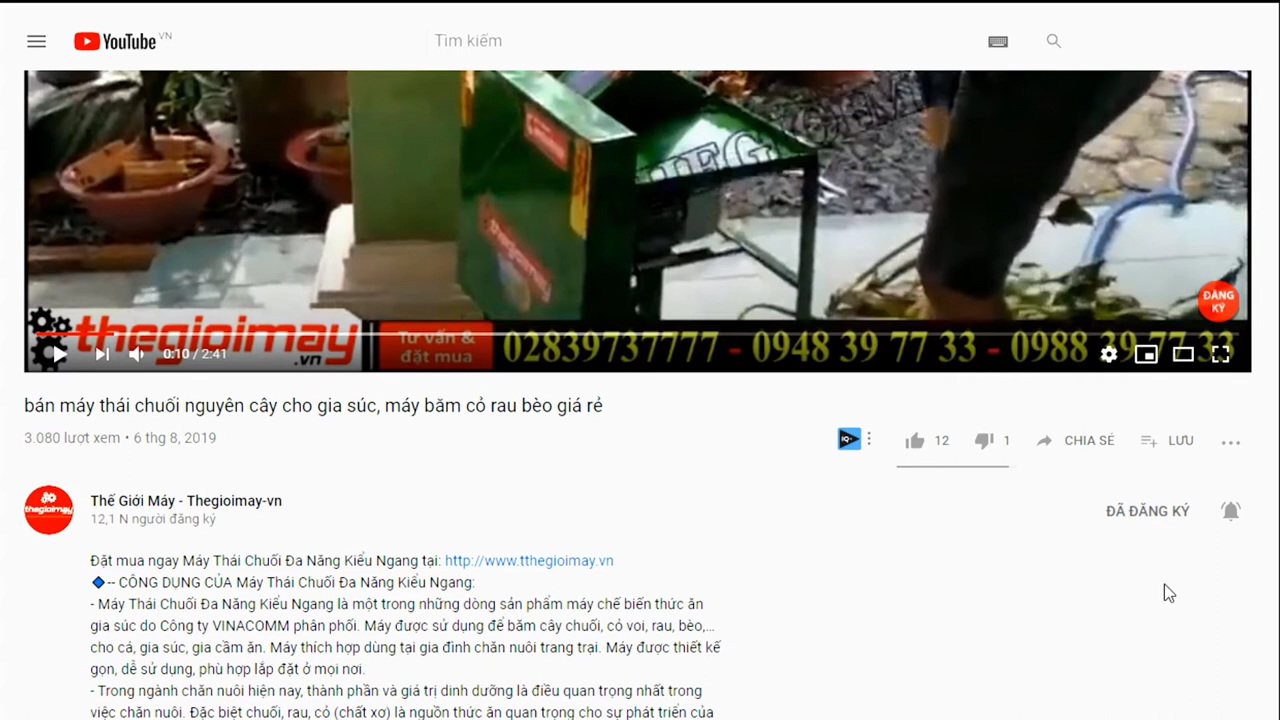 YouTube VN
Tìm kiếm
ĐĂNG
KÝ
thegioimay
.vn
Tư vấn &
đặt mua
02839737777 - 0948 39 77 33 - 0988 39 77 33
0:10 / 2:41
bán máy thái chuối nguyên cây cho gia súc, máy băm cỏ rau bèo giá rẻ
3.080 lượt xem • 6 thg 8, 2019
IQ+
12
1
CHIA SẺ
LƯU
Thế Giới Máy - Thegioimay-vn
12,1 N người đăng ký
thegioimay
ĐÃ ĐĂNG KÝ
Đặt mua ngay Máy Thái Chuối Đa Năng Kiểu Ngang tại: http://www.tthegioimay.vn
-- CÔNG DỤNG CỦA Máy Thái Chuối Đa Năng Kiểu Ngang:
- Máy Thái Chuối Đa Năng Kiểu Ngang là một trong những dòng sản phẩm máy chế biến thức ăn
gia súc do Công ty VINACOMM phân phối. Máy được sử dụng để băm cây chuối, cỏ voi, rau, bèo,...
cho cá, gia súc, gia cầm ăn. Máy thích hợp dùng tại gia đình chăn nuôi trang trại. Máy được thiết kế
gọn, dễ sử dụng, phù hợp lắp đặt ở mọi nơi.
- Trong ngành chăn nuôi hiện nay, thành phần và giá trị dinh dưỡng là điều quan trọng nhất trong
việc chăn nuôi. Đặc biệt chuối, rau, cỏ (chất xơ) là nguồn thức ăn quan trọng cho sự phát triển của